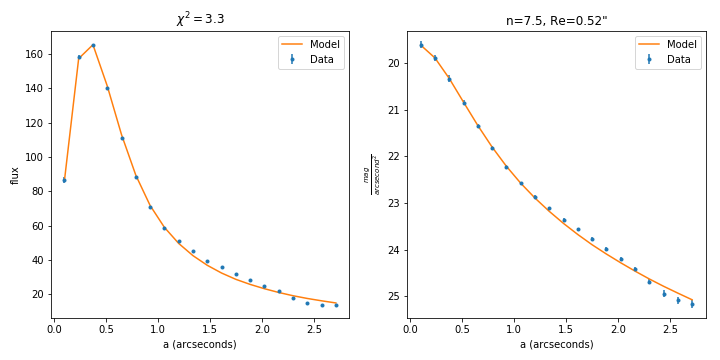 χ² = 3.3
Model
Data
flux
160
140
120
100
80
60
40
20
0.0 0.5 1.0 1.5 2.0 2.5
a (arcseconds)
n=7.5, Re=0.52"
Model
Data
mag/arcsecond²
20
21
22
23
24
25
0.0 0.5 1.0 1.5 2.0 2.5
a (arcseconds)